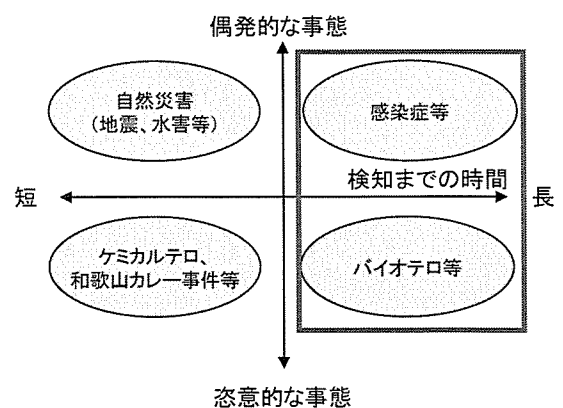 偶発的な事態
自然災害
（地震、水害等）
感染症等
検知までの時間
短
長
ケミカルテロ、
和歌山カレー事件等
バイオテロ等
恣意的な事態